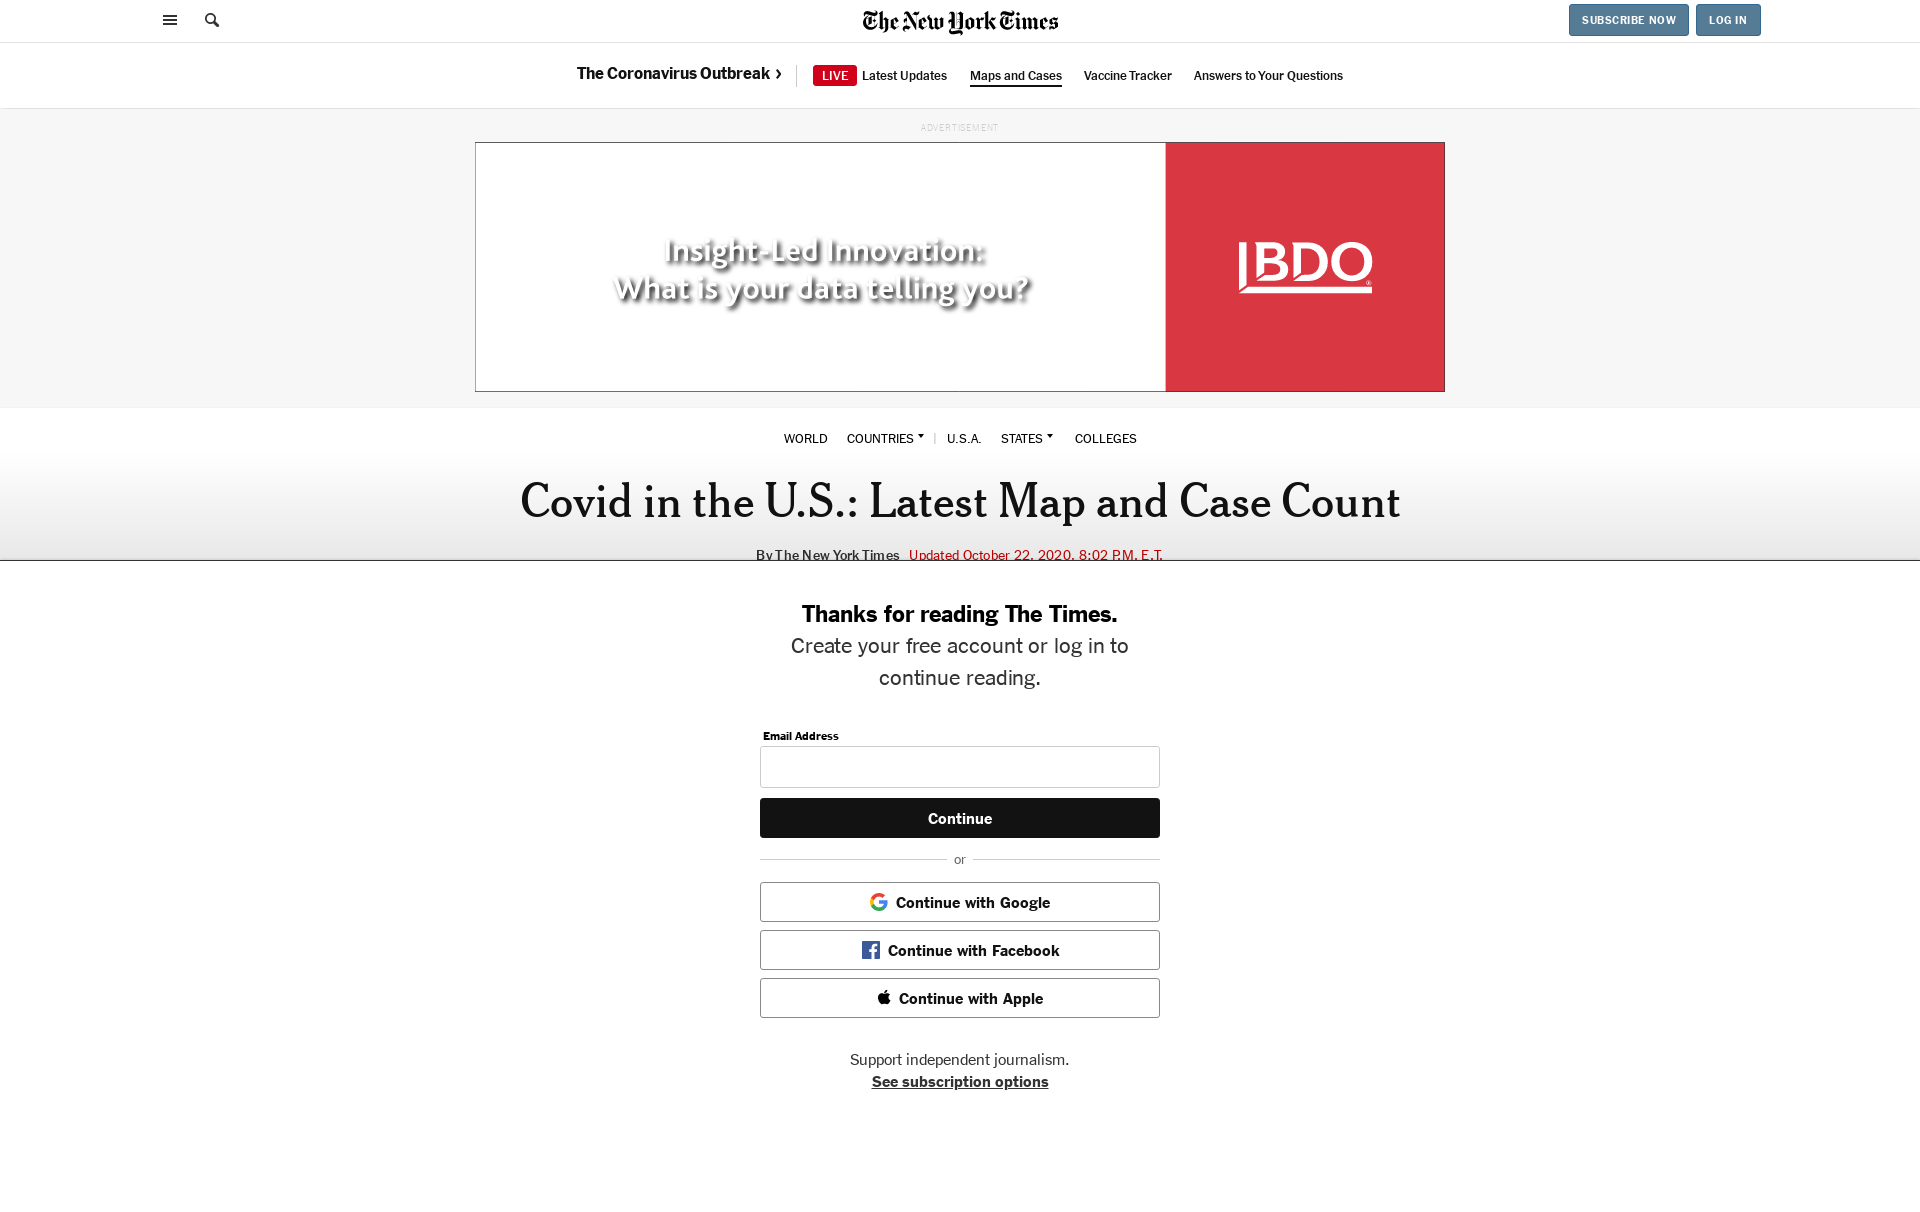 The New York Times
SUBSCRIBE NOW
LOG IN
The Coronavirus Outbreak ›
LIVE Latest Updates
Maps and Cases
Vaccine Tracker
Answers to Your Questions
ADVERTISEMENT
Insight-Led Innovation:
What is your data telling you?
BDO®
WORLD COUNTRIES | U.S.A. STATES COLLEGES
Covid in the U.S.: Latest Map and Case Count
By The New York Times Updated October 22, 2020, 8:02 P.M. E.T.
Thanks for reading The Times.
Create your free account or log in to
continue reading.
Email Address
Continue
or
Continue with Google
Continue with Facebook
Continue with Apple
Support independent journalism.
See subscription options